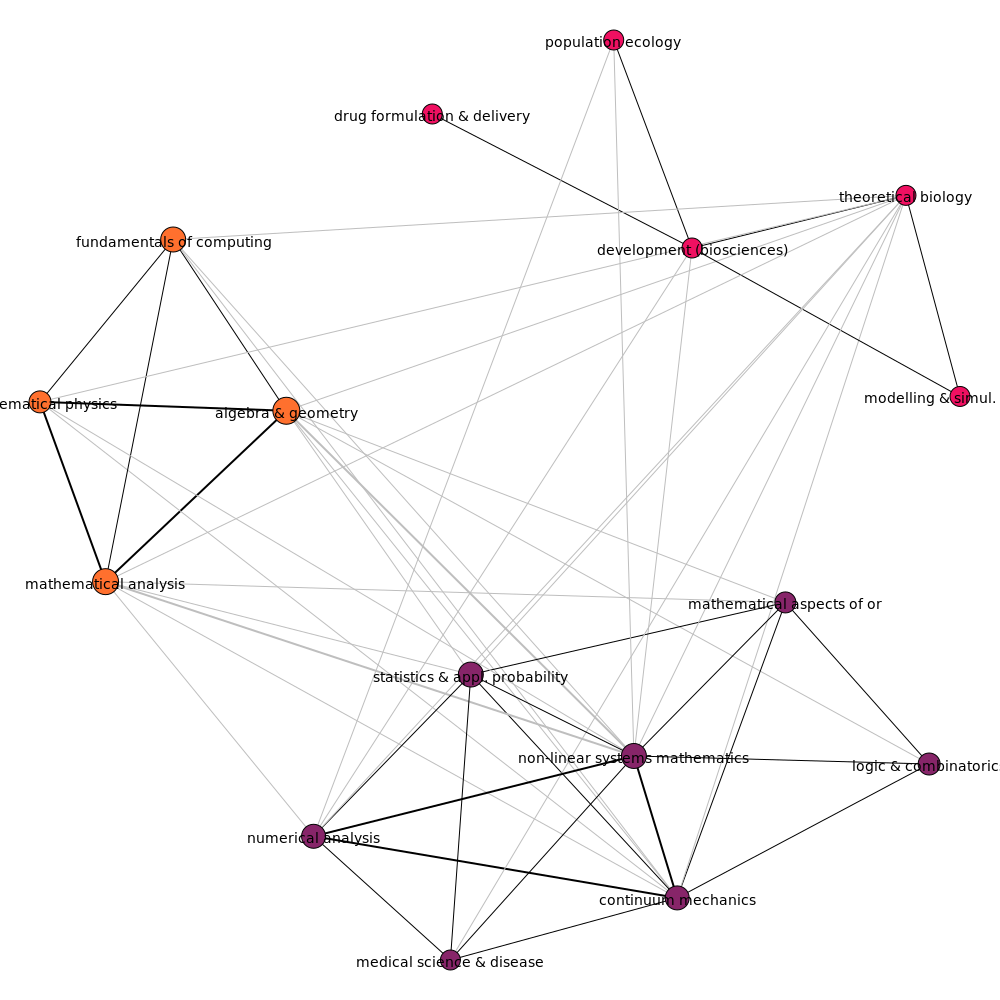 population ecology
drug formulation & delivery
theoretical biology
fundamentals of computing
development (biosciences)
modelling & simul.
ematical physics
algebra & geometry
mathematical analysis
mathematical aspects of or
statistics & appl. probability
non-linear systems mathematics
logic & combinatorics
numerical analysis
continuum mechanics
medical science & disease